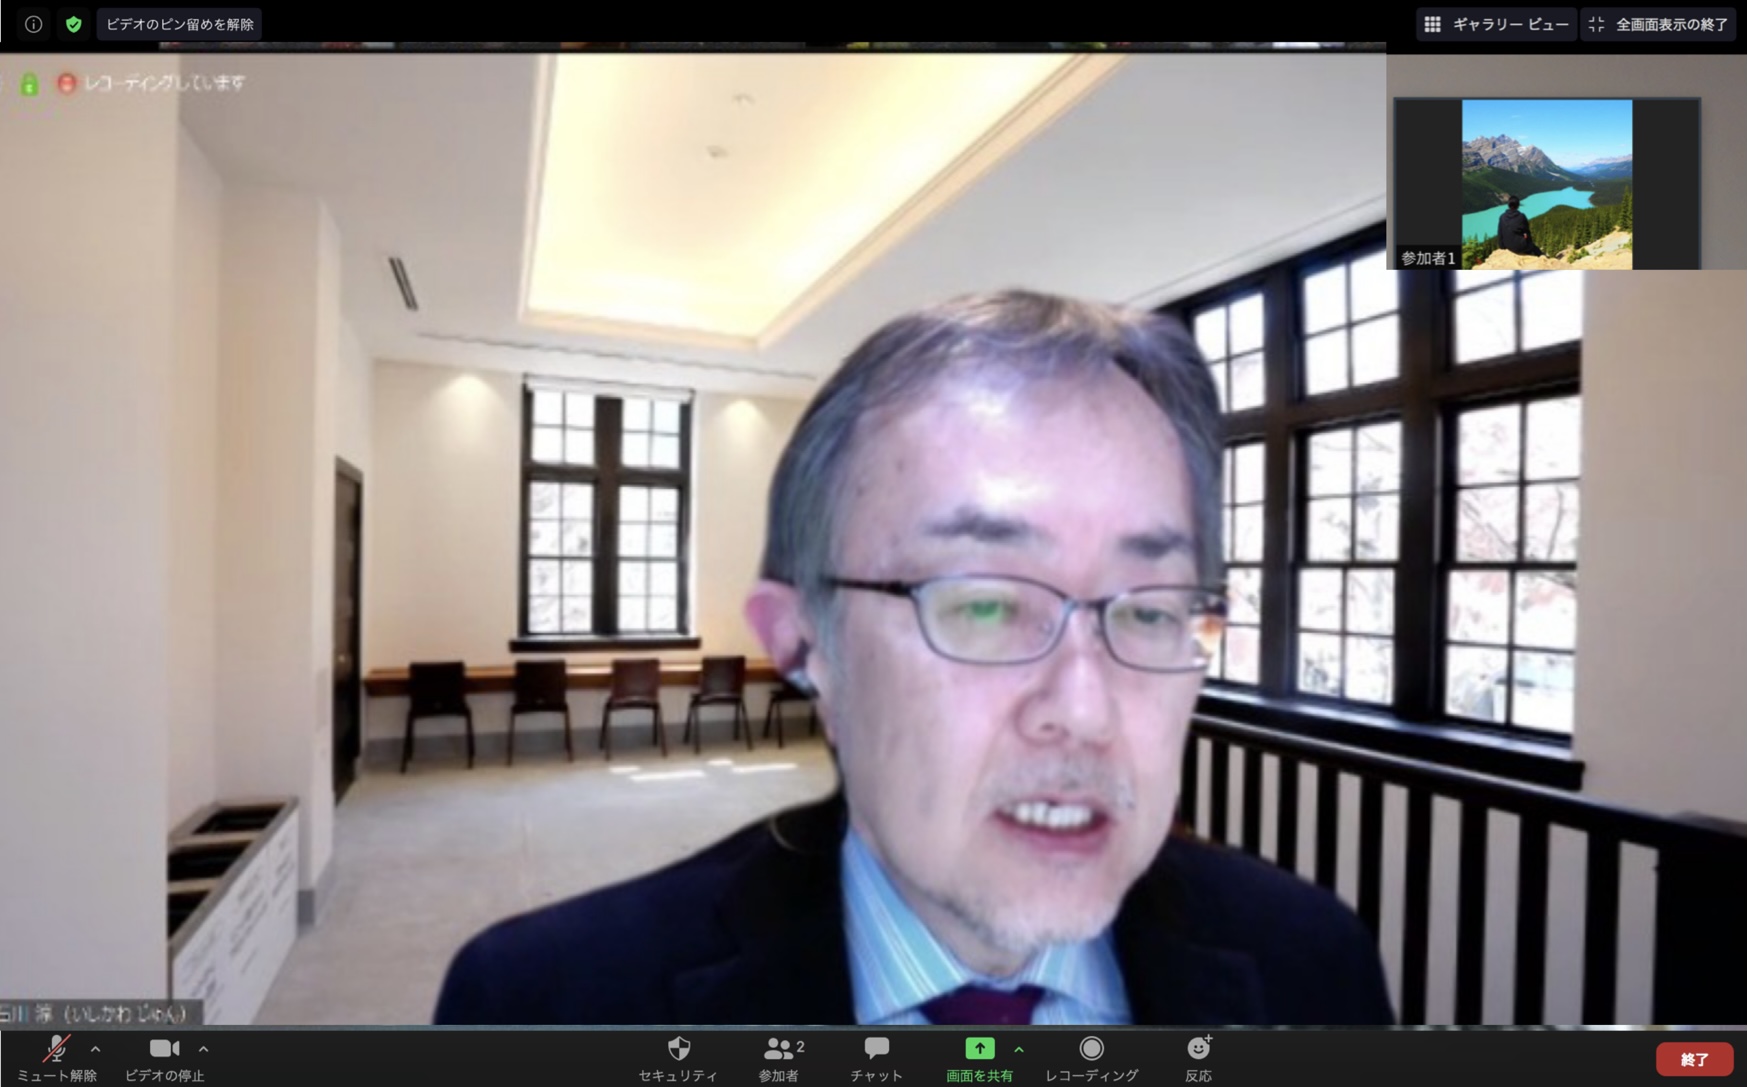 ビデオのピン留めを解除
ギャラリー ビュー
全画面表示の終了
レコーディングしています
参加者1
石川 淳 (いしかわ じゅん)
ミュート解除
ビデオの停止
セキュリティ
2
参加者
チャット
画面を共有
レコーディング
反応
終了